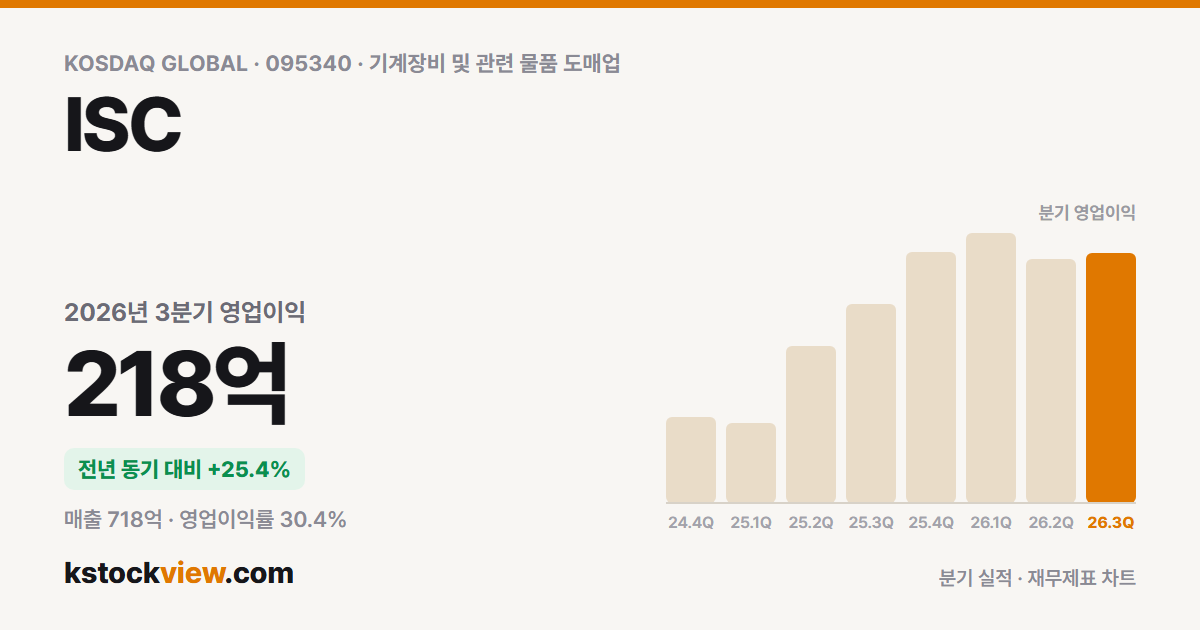 KOSDAQ GLOBAL · 095340 · 기계장비 및 관련 물품 도매업
ISC
분기 영업이익
2026년 3분기 영업이익
218억
전년 동기 대비 +25.4%
매출 718억 · 영업이익률 30.4%
24.4Q 25.1Q 25.2Q 25.3Q 25.4Q 26.1Q 26.2Q 26.3Q
kstockview.com
분기 실적 · 재무제표 차트